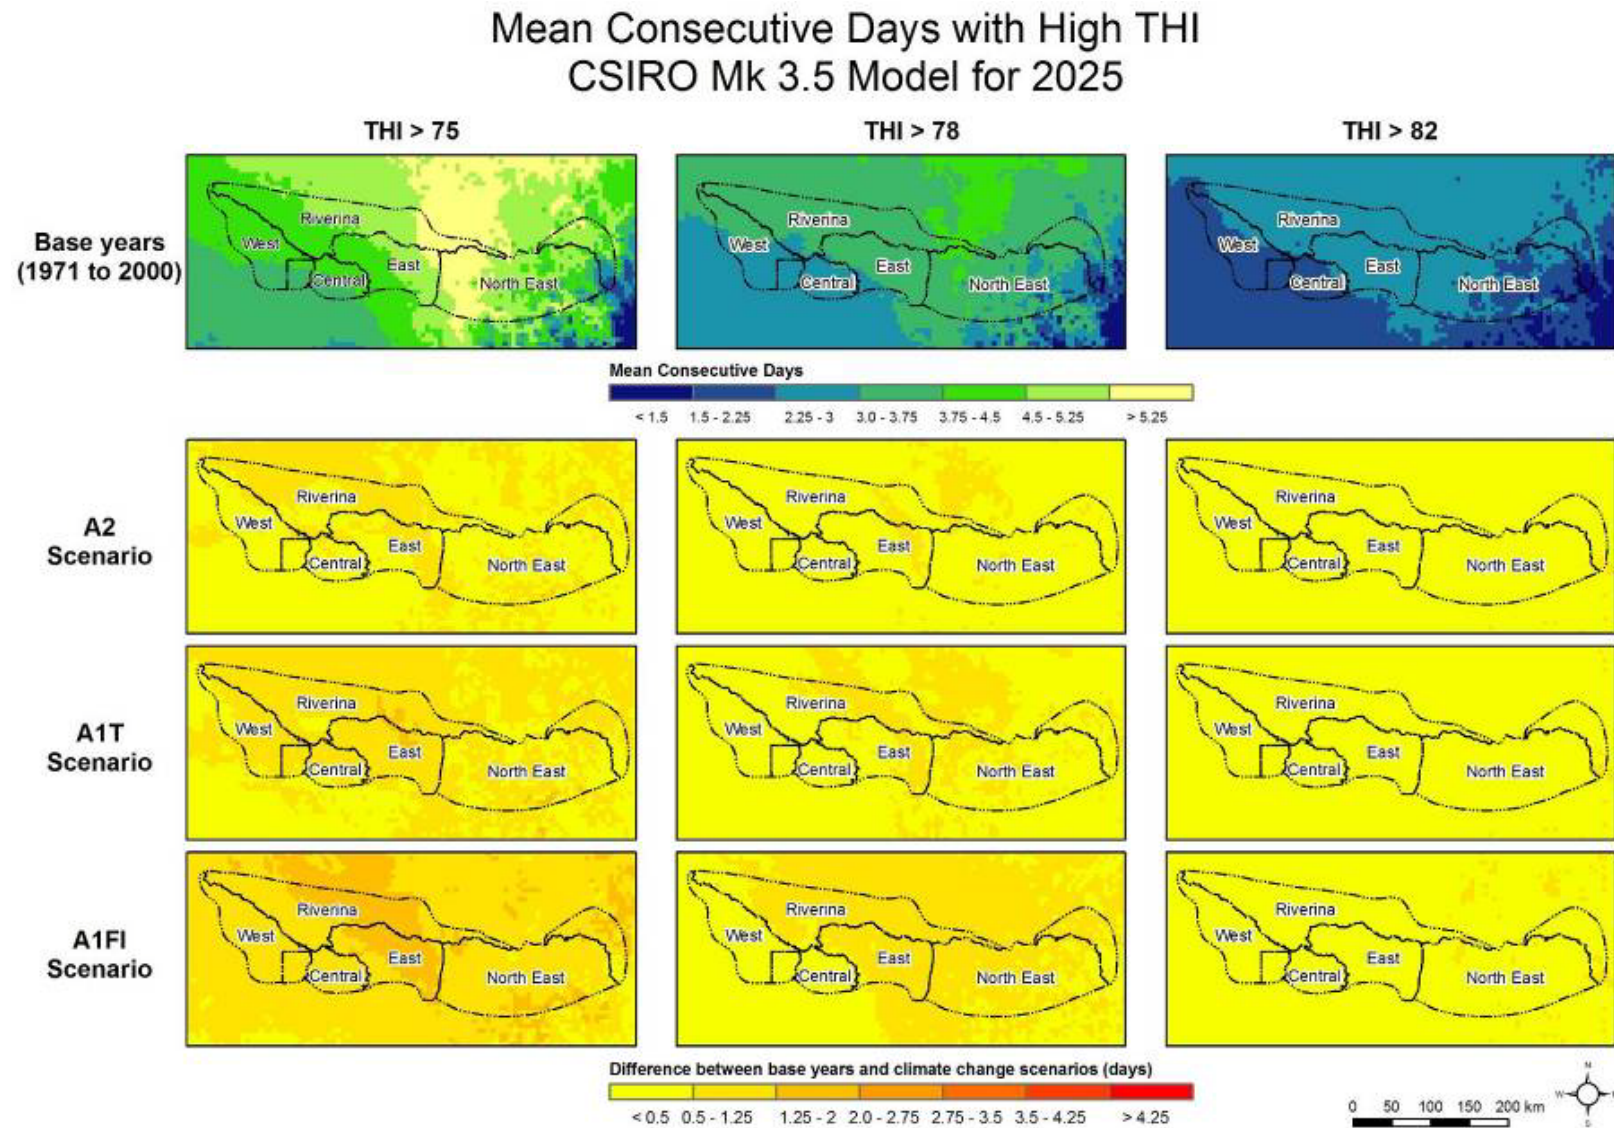 Mean Consecutive Days with High THI
CSIRO Mk 3.5 Model for 2025
THI > 75 THI > 78 THI > 82
Base years
(1971 to 2000)
Riverina
West
East
Central
North East
Riverina
West
East
Central
North East
Riverina
West
East
Central
North East
Mean Consecutive Days
< 1.5 1.5 - 2.25 2.25 - 3 3.0 - 3.75 3.75 - 4.5 4.5 - 5.25 > 5.25
A2
Scenario
Riverina
West
East
Central
North East
Riverina
West
East
Central
North East
Riverina
West
East
Central
North East
A1T
Scenario
Riverina
West
East
Central
North East
Riverina
West
East
Central
North East
Riverina
West
East
Central
North East
A1FI
Scenario
Riverina
West
East
Central
North East
Riverina
West
East
Central
North East
Riverina
West
East
Central
North East
Difference between base years and climate change scenarios (days)
< 0.5 0.5 - 1.25 1.25 - 2 2.0 - 2.75 2.75 - 3.5 3.5 - 4.25 > 4.25
0 50 100 150 200 km
N
W
S